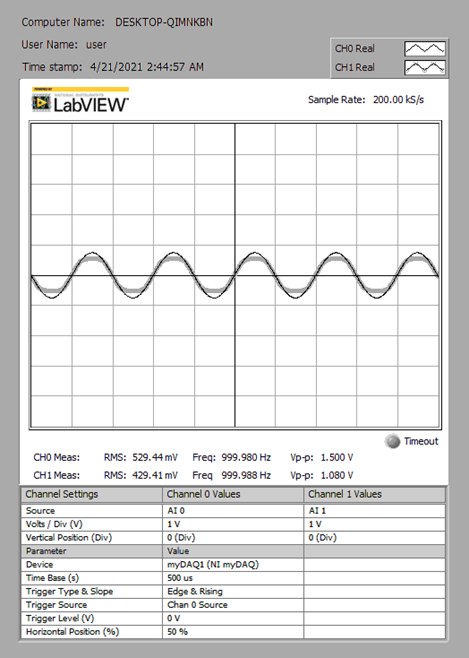 Computer Name: DESKTOP-QIMNKBN
User Name: user
Time stamp: 4/21/2021 2:44:57 AM
CH0 Real
CH1 Real
POWERED BY
NATIONAL INSTRUMENTS
LabVIEW™
Sample Rate: 200.00 kS/s
Timeout
CH0 Meas: RMS: 529.44 mV Freq: 999.980 Hz Vp-p: 1.500 V
CH1 Meas: RMS: 429.41 mV Freq 999.988 Hz Vp-p: 1.080 V
Channel Settings Channel 0 Values Channel 1 Values
Source AI 0 AI 1
Volts / Div (V) 1 V 1 V
Vertical Position (Div) 0 (Div) 0 (Div)
Parameter Value
Device myDAQ1 (NI myDAQ)
Time Base (s) 500 us
Trigger Type & Slope Edge & Rising
Trigger Source Chan 0 Source
Trigger Level (V) 0 V
Horizontal Position (%) 50 %